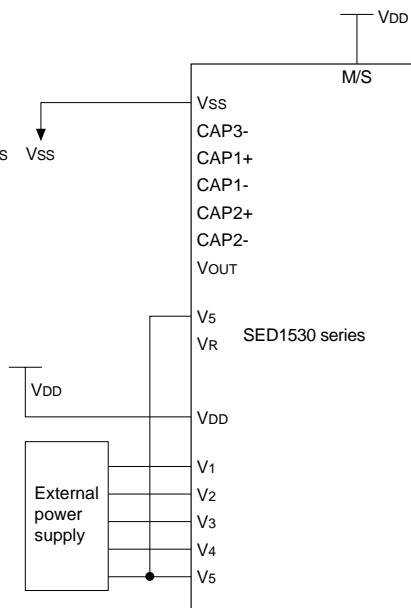 VDD
M/S
VSS
CAP3-
S VSS
CAP1+
CAP1-
CAP2+
CAP2-
VOUT
V5
VR SED1530 series
VDD
VDD
V1
External power supply
V2
V3
V4
V5